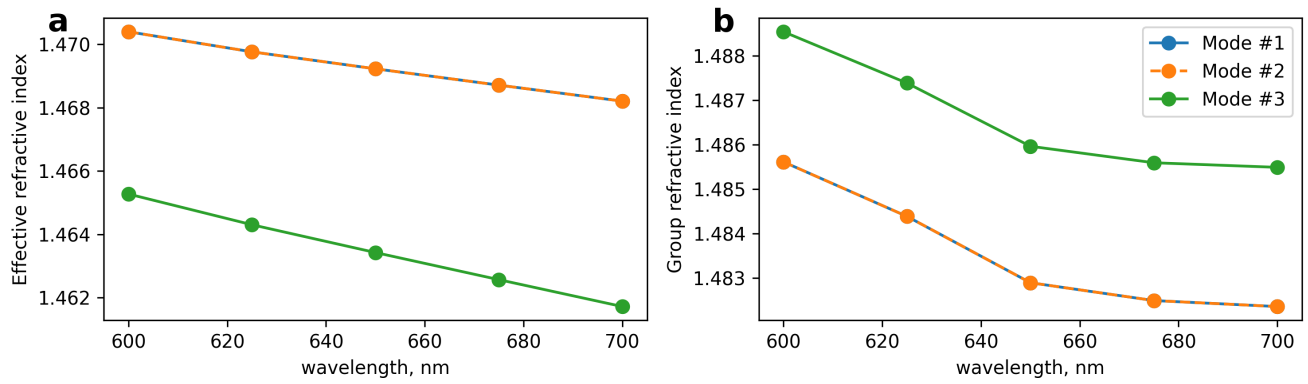 a
Effective refractive index
1.470
1.468
1.466
1.464
1.462
600 620 640 660 680 700
wavelength, nm
b
Group refractive index
1.488
1.487
1.486
1.485
1.484
1.483
600 620 640 660 680 700
wavelength, nm
Mode #1
Mode #2
Mode #3